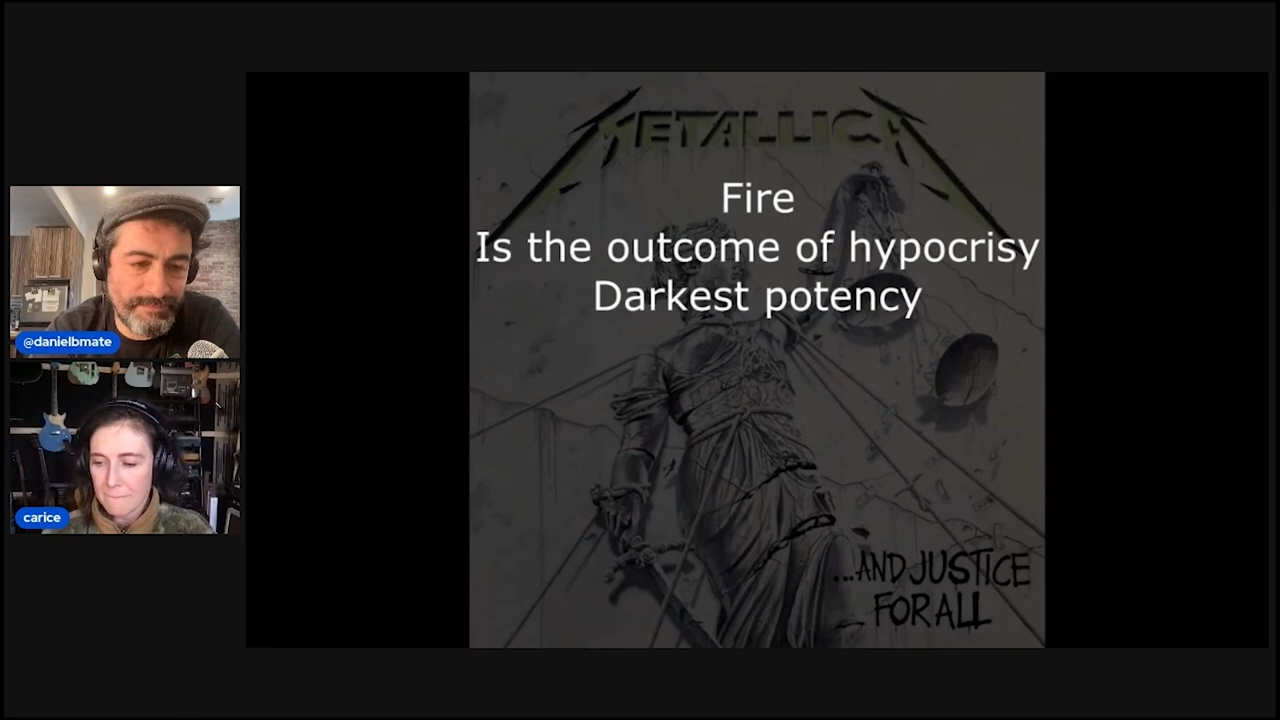 METALLICA
Fire
Is the outcome of hypocrisy
Darkest potency
...AND JUSTICE
FOR ALL
@danielbmate
carice